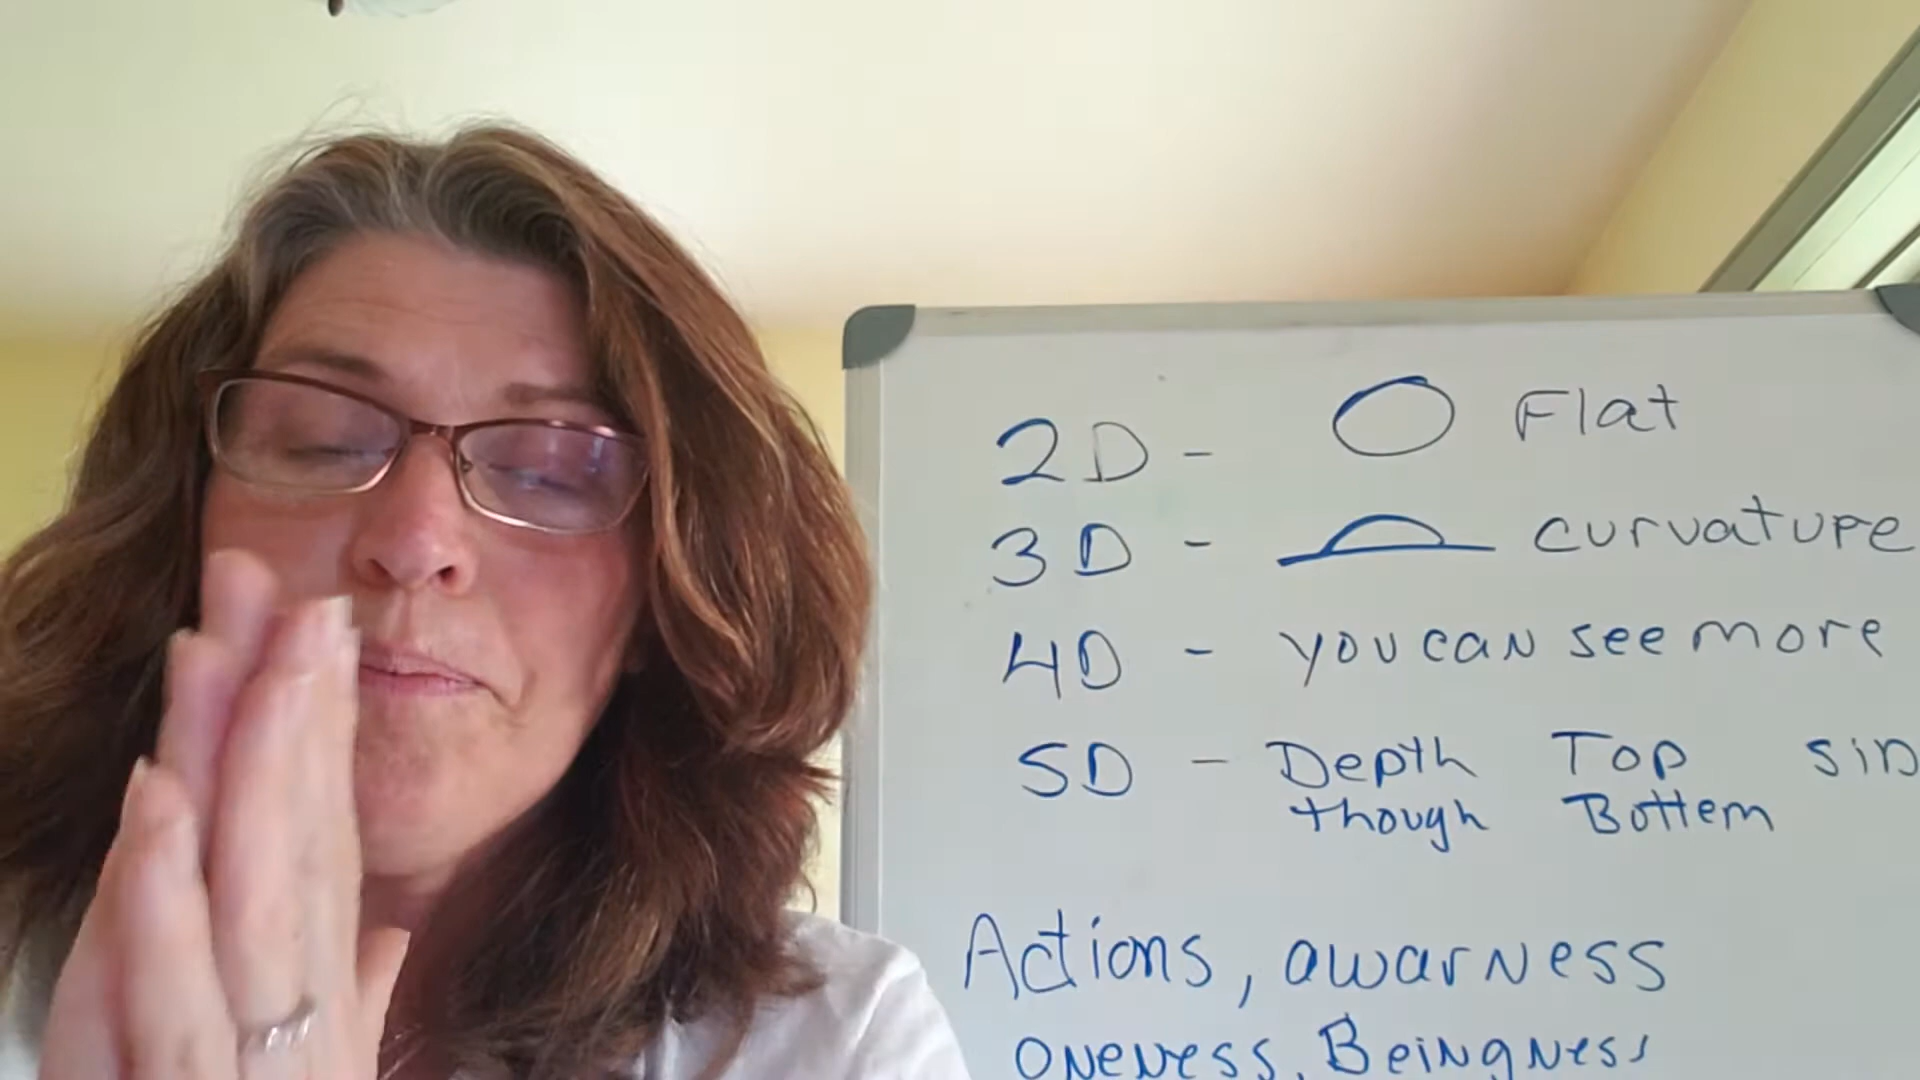 2D - Flat
3D - curvature
4D - you can see more
5D - Depth Top
though Bottem
Actions, awarness
oneness, Beingness